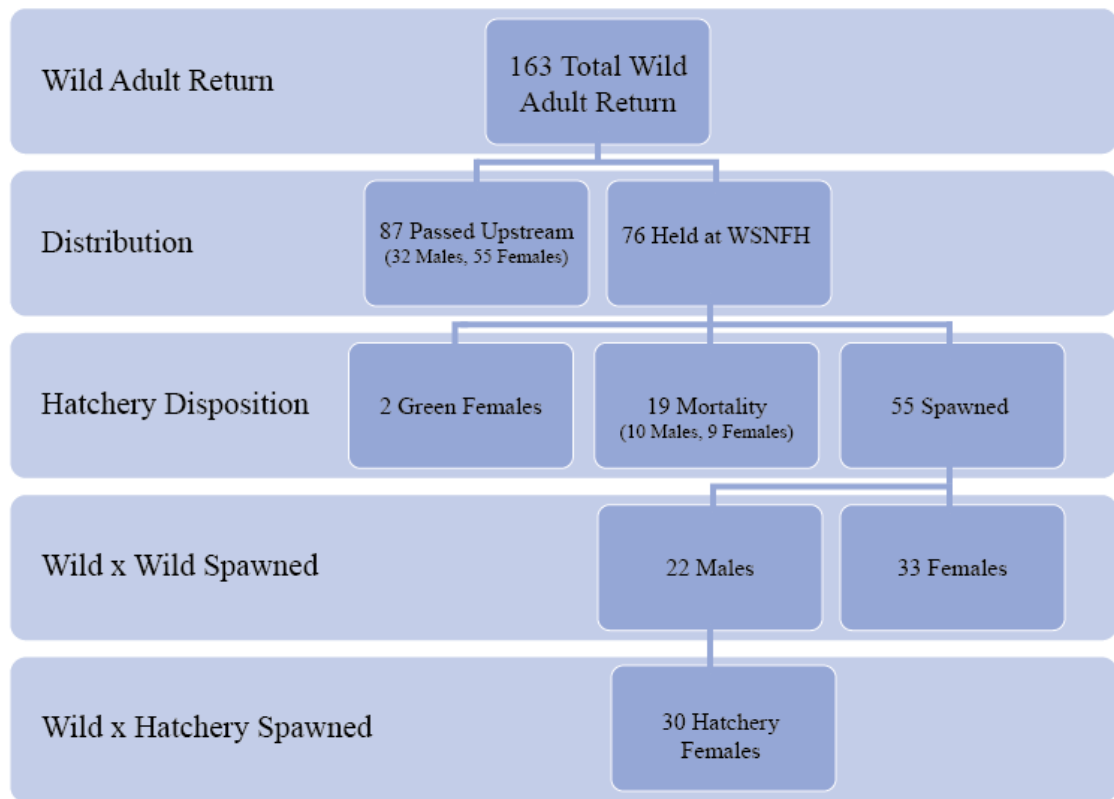 Wild Adult Return
163 Total Wild
Adult Return
Distribution
87 Passed Upstream
(32 Males, 55 Females)
76 Held at WSNFH
Hatchery Disposition
2 Green Females
19 Mortality
(10 Males, 9 Females)
55 Spawned
Wild x Wild Spawned
22 Males
33 Females
Wild x Hatchery Spawned
30 Hatchery
Females